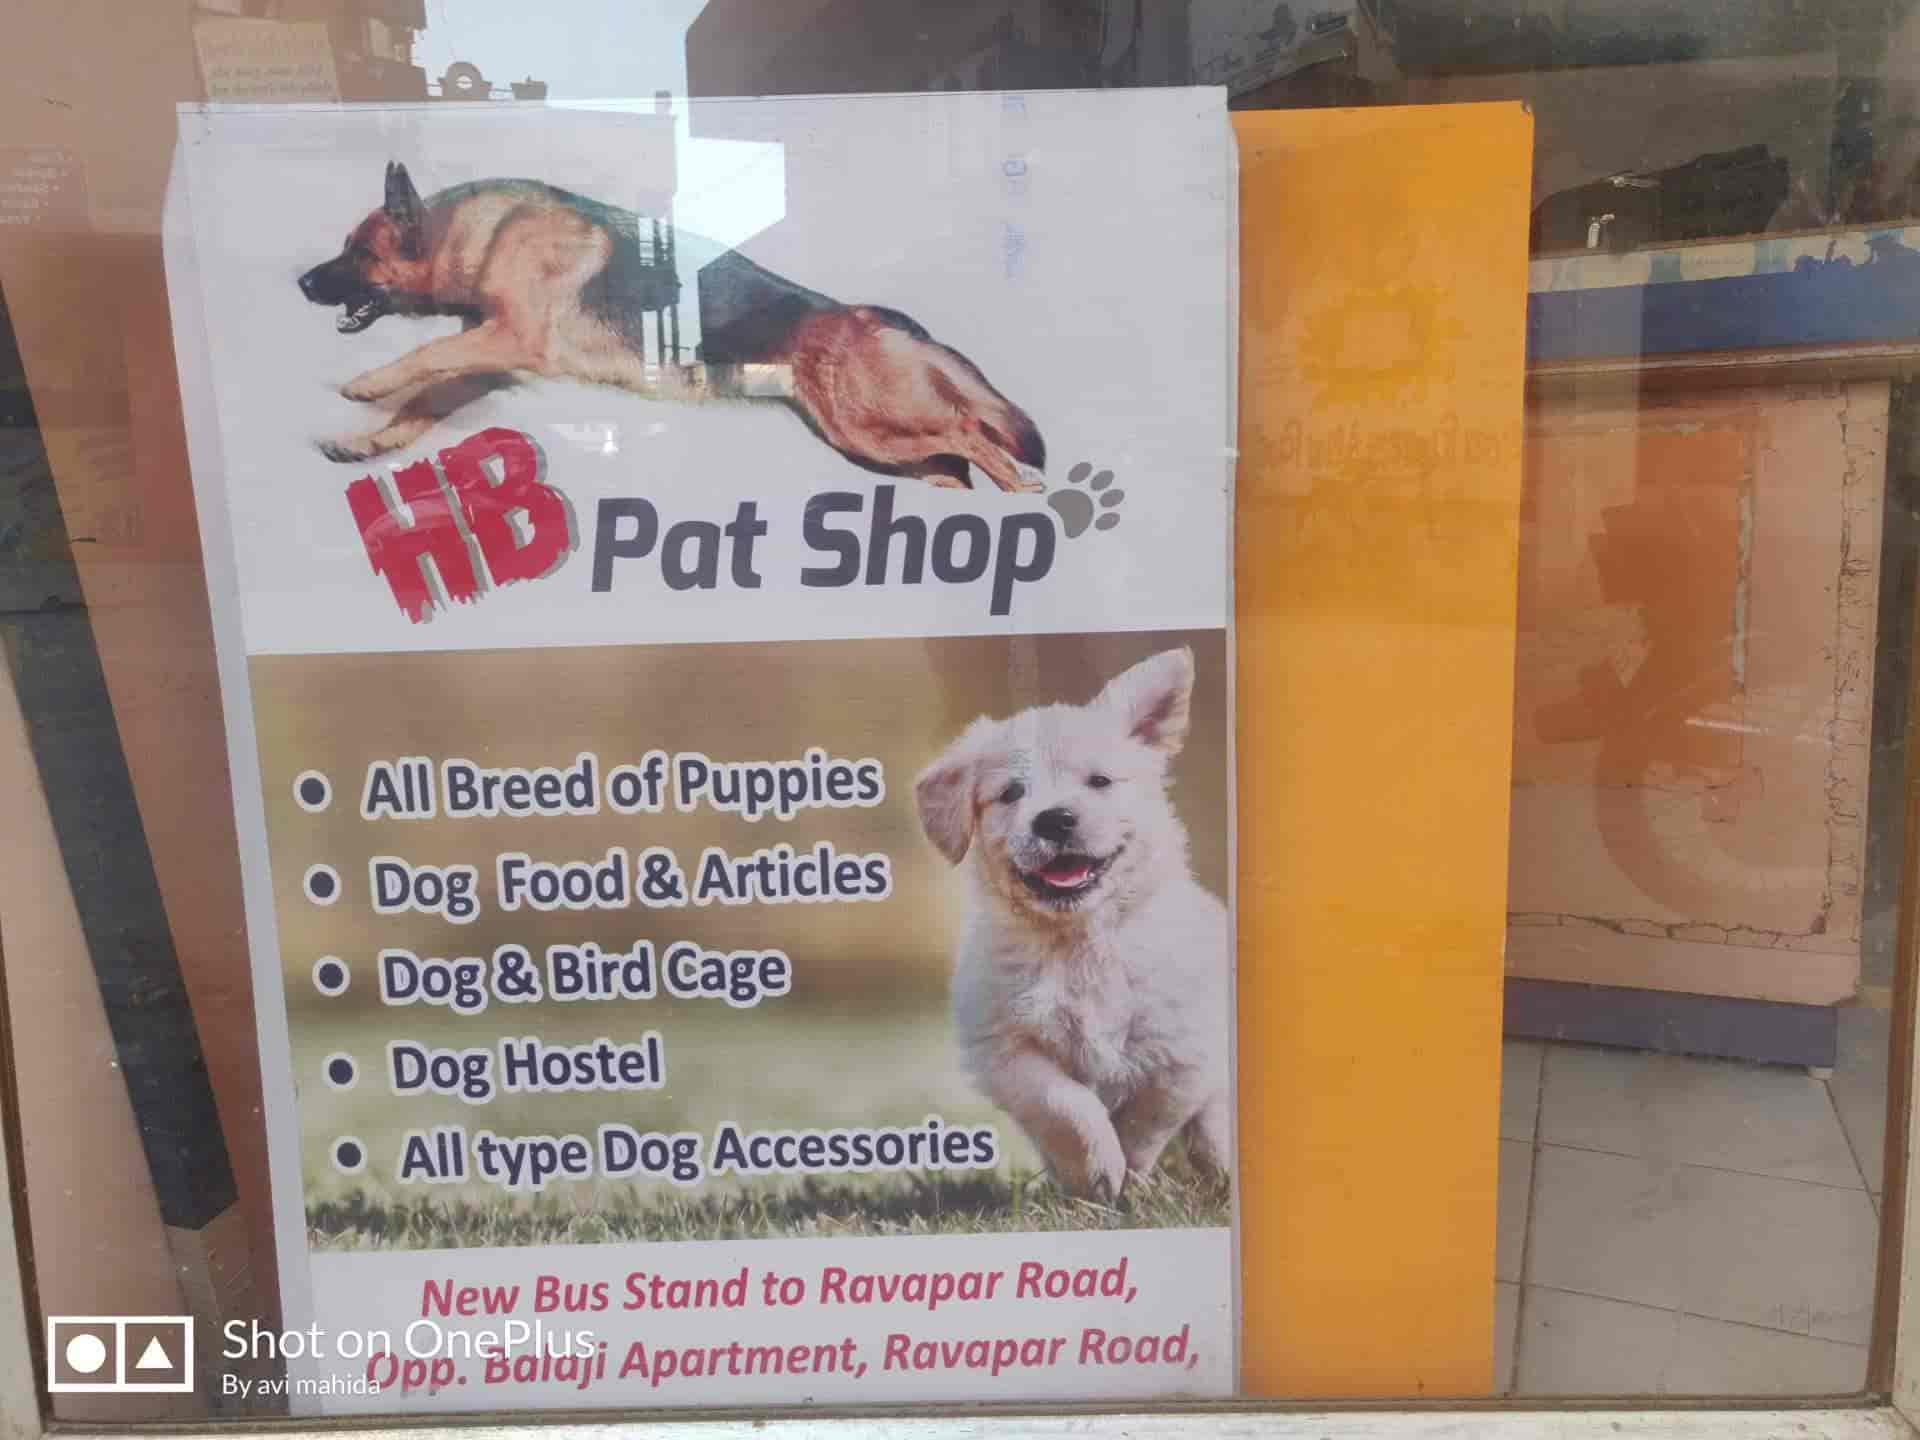 HB Pat Shop
• All Breed of Puppies
• Dog Food & Articles
• Dog & Bird Cage
• Dog Hostel
• All type Dog Accessories
New Bus Stand to Ravapar Road,
Opp. Balaji Apartment, Ravapar Road,
Shot on OnePlus
By avi mahida